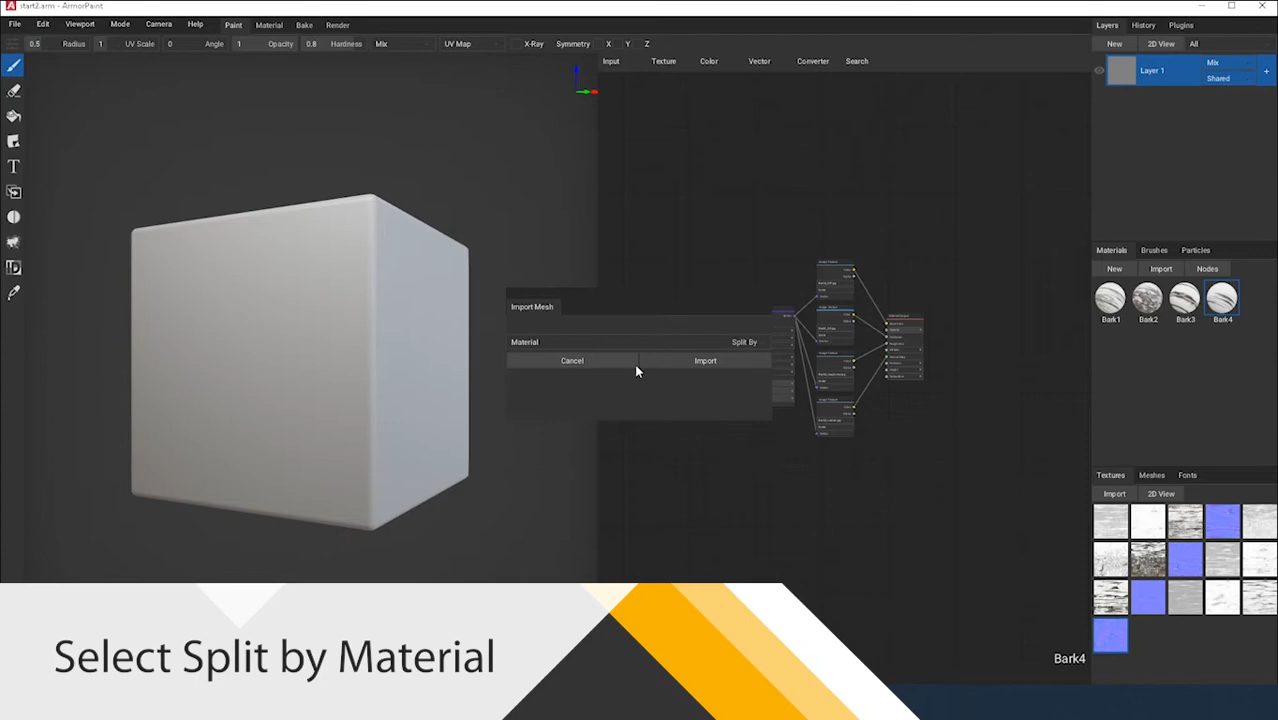 start2.arm - ArmorPaint
File Edit Viewport Mode Camera Help Paint Material Bake Render
Layers History Plugins
0.5 Radius 1 UV Scale 0 Angle 1 Opacity 0.8 Hardness Mix UV Map X-Ray Symmetry X Y Z
New 2D View All
Input Texture Color Vector Converter Search
Layer 1
Mix
Shared
Materials Brushes Particles
New Import Nodes
Bark1 Bark2 Bark3 Bark4
Import Mesh
Material Split By
Cancel Import
Textures Meshes Fonts
Import 2D View
T
ID
Bark4
Select Split by Material